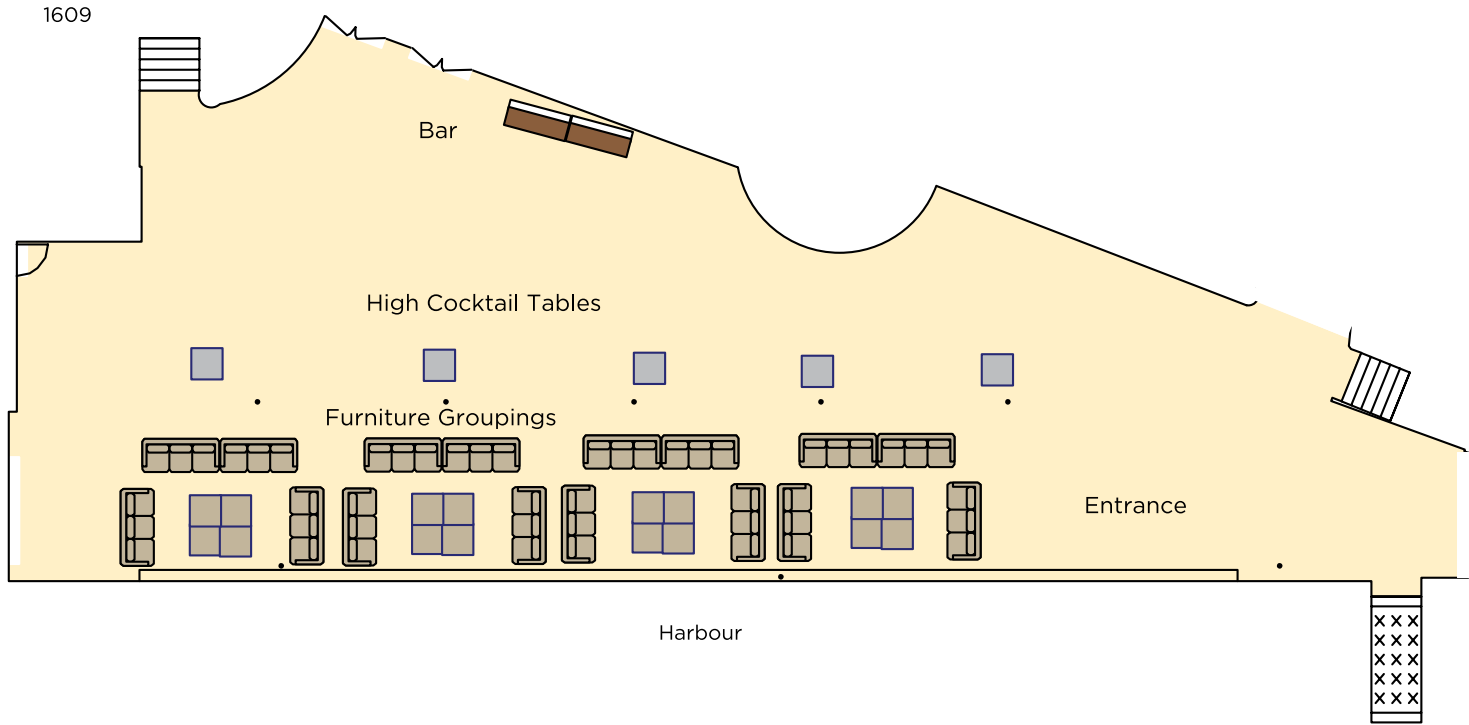 1609
Bar
High Cocktail Tables
Furniture Groupings
Entrance
Harbour